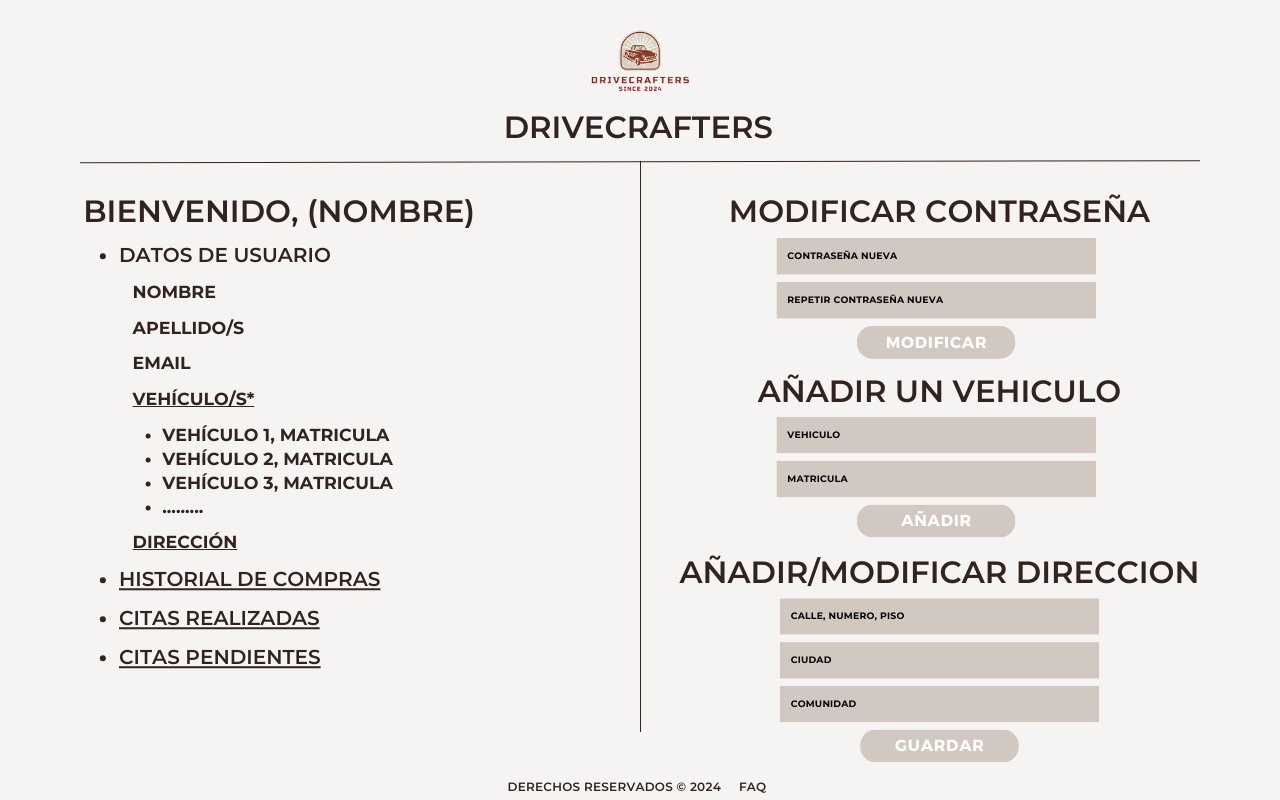 DRIVECRAFTERS
SINCE 2024
DRIVECRAFTERS
BIENVENIDO, (NOMBRE)
• DATOS DE USUARIO
NOMBRE
APELLIDO/S
EMAIL
VEHÍCULO/S*
• VEHÍCULO 1, MATRICULA
• VEHÍCULO 2, MATRICULA
• VEHÍCULO 3, MATRICULA
• .........
DIRECCIÓN
• HISTORIAL DE COMPRAS
• CITAS REALIZADAS
• CITAS PENDIENTES
MODIFICAR CONTRASEÑA
CONTRASEÑA NUEVA
REPETIR CONTRASEÑA NUEVA
MODIFICAR
AÑADIR UN VEHICULO
VEHICULO
MATRICULA
AÑADIR
AÑADIR/MODIFICAR DIRECCION
CALLE, NUMERO, PISO
CIUDAD
COMUNIDAD
GUARDAR
DERECHOS RESERVADOS © 2024 FAQ